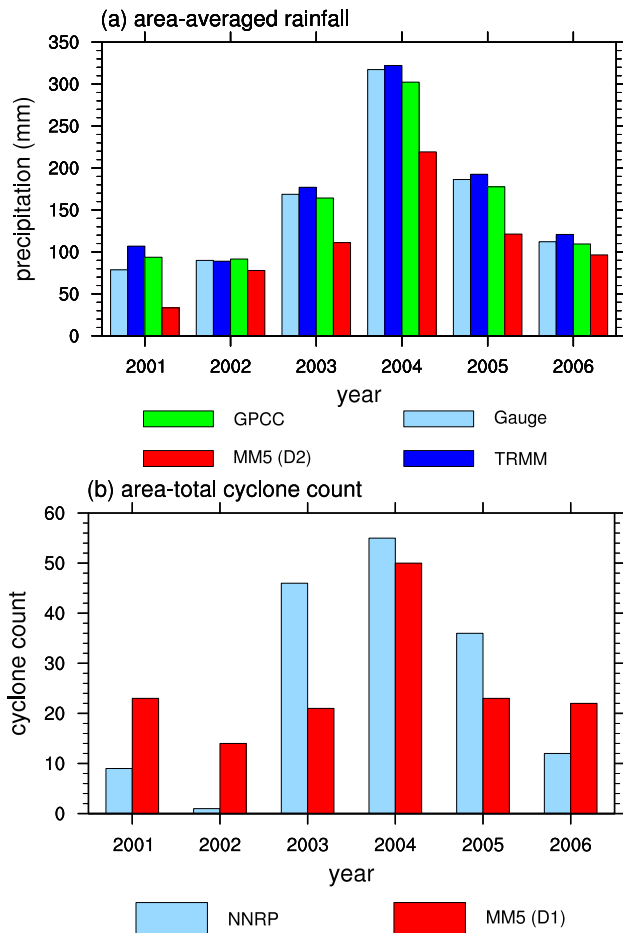 (a) area-averaged rainfall
350
300
250
200
150
100
50
0
precipitation (mm)
2001 2002 2003 2004 2005 2006
year
GPCC Gauge
MM5 (D2) TRMM
(b) area-total cyclone count
60
50
40
30
20
10
0
cyclone count
2001 2002 2003 2004 2005 2006
year
NNRP MM5 (D1)